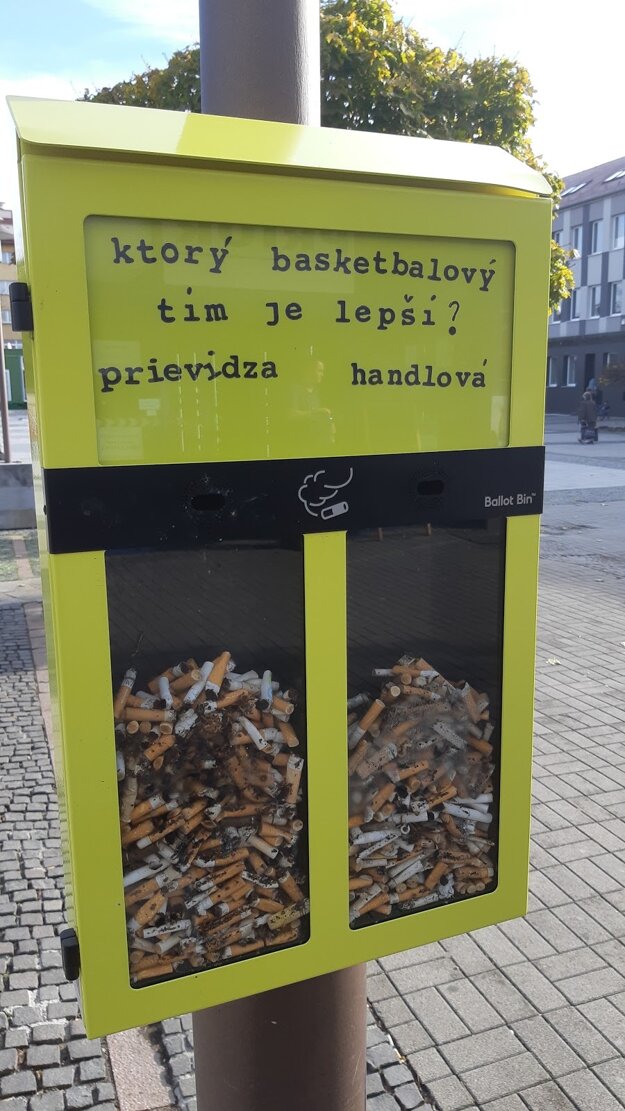 ktorý basketbalový
tím je lepší?
prievidza handlová
Ballot Bin™